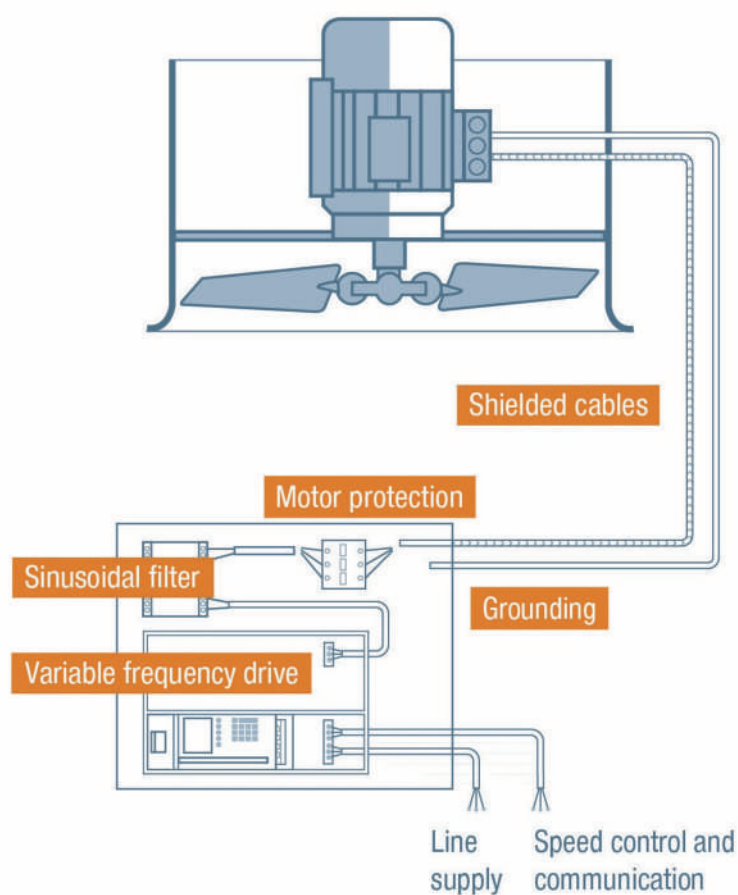 Shielded cables
Motor protection
Sinusoidal filter
Grounding
Variable frequency drive
Line
supply
Speed control and
communication